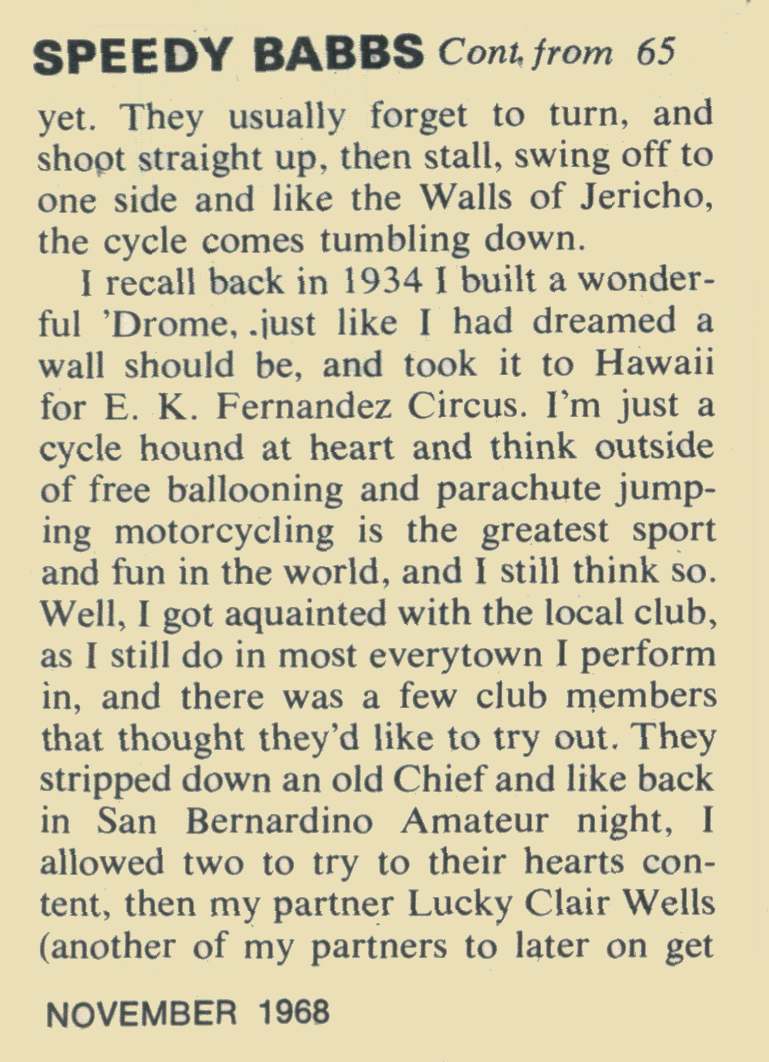 SPEEDY BABBS Cont. from 65
yet. They usually forget to turn, and
shoot straight up, then stall, swing off to
one side and like the Walls of Jericho,
the cycle comes tumbling down.
I recall back in 1934 I built a wonder-
ful 'Drome, .just like I had dreamed a
wall should be, and took it to Hawaii
for E. K. Fernandez Circus. I'm just a
cycle hound at heart and think outside
of free ballooning and parachute jump-
ing motorcycling is the greatest sport
and fun in the world, and I still think so.
Well, I got aquainted with the local club,
as I still do in most everytown I perform
in, and there was a few club members
that thought they'd like to try out. They
stripped down an old Chief and like back
in San Bernardino Amateur night, I
allowed two to try to their hearts con-
tent, then my partner Lucky Clair Wells
(another of my partners to later on get
NOVEMBER 1968